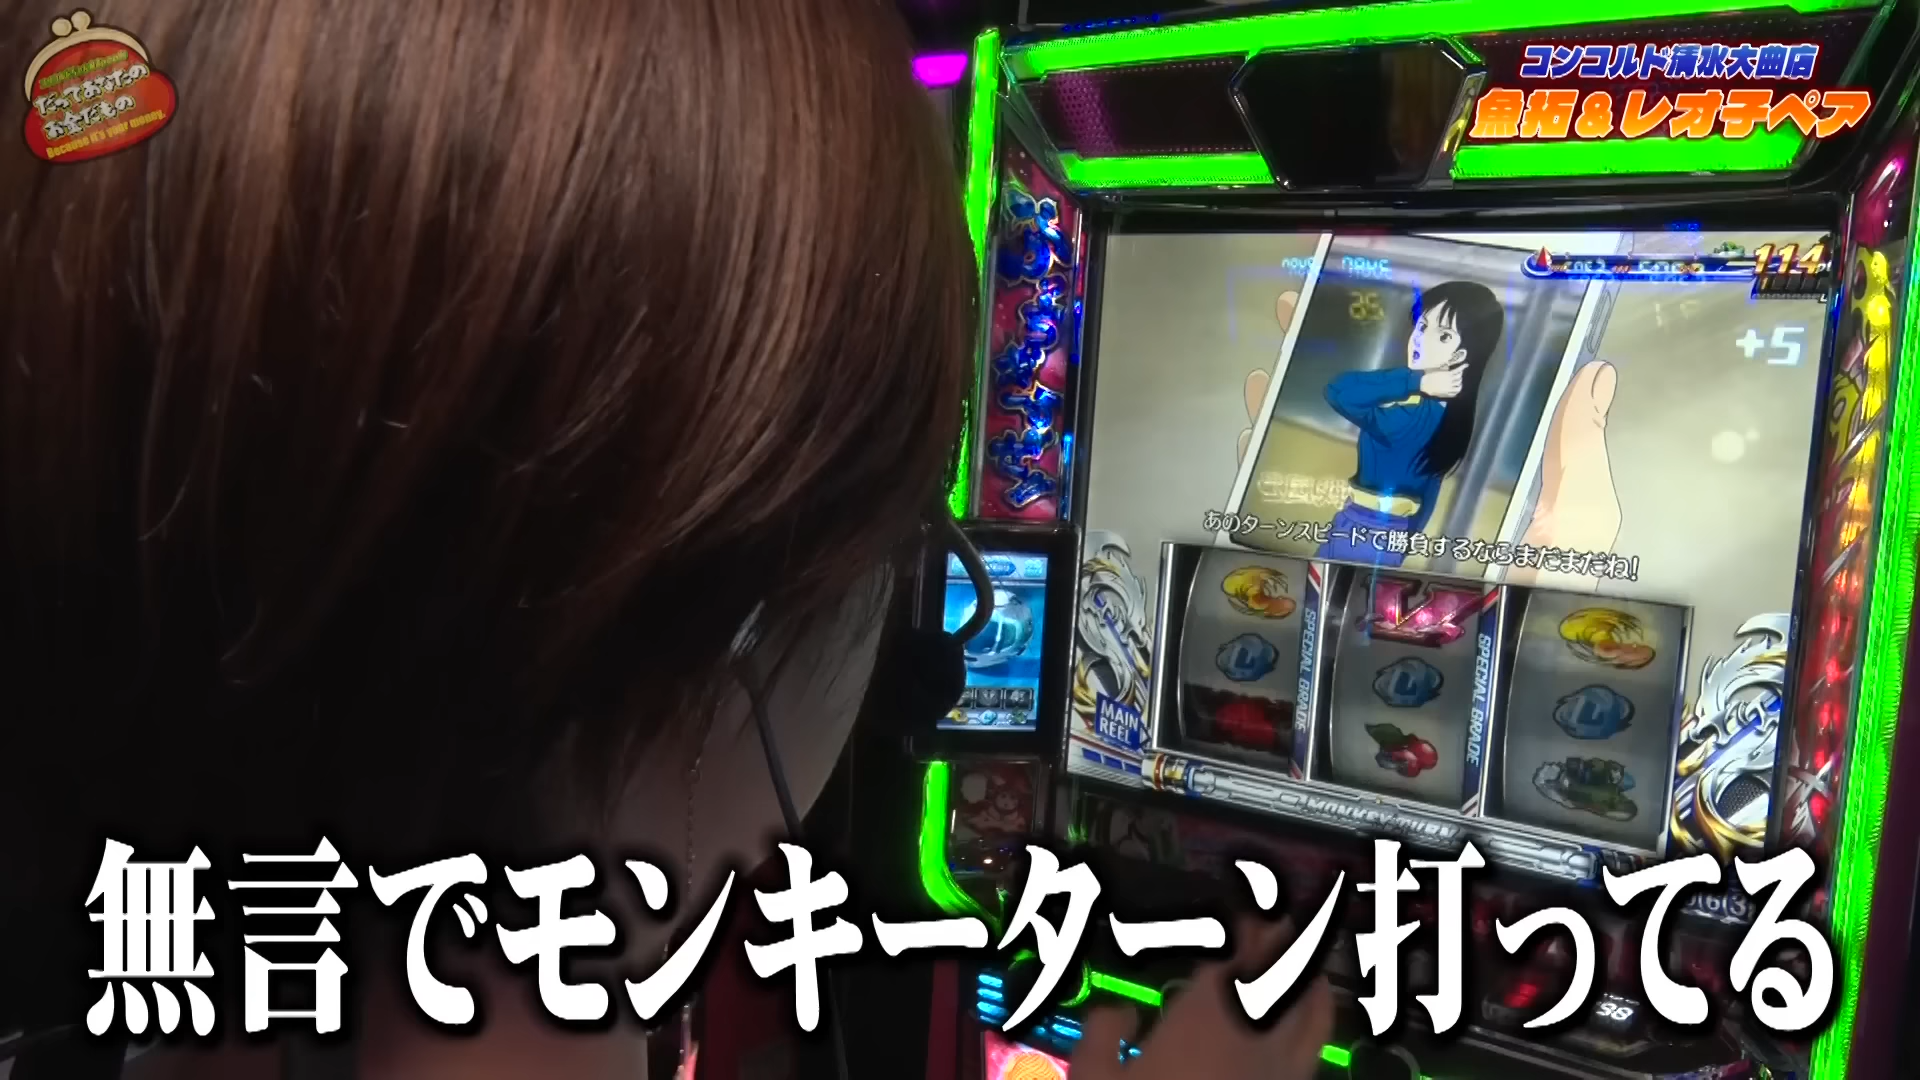 だってあなたの
お金だもの
Because it's your money.
コンコルド清水大曲店
魚拓&レオ子ペア
114
+5
あのターンスピードで勝負するならまだまだね!
SPECIAL GRADE
SPECIAL GRADE
MAIN
REEL
MONKEY TURN
38
無言でモンキーターン打ってる